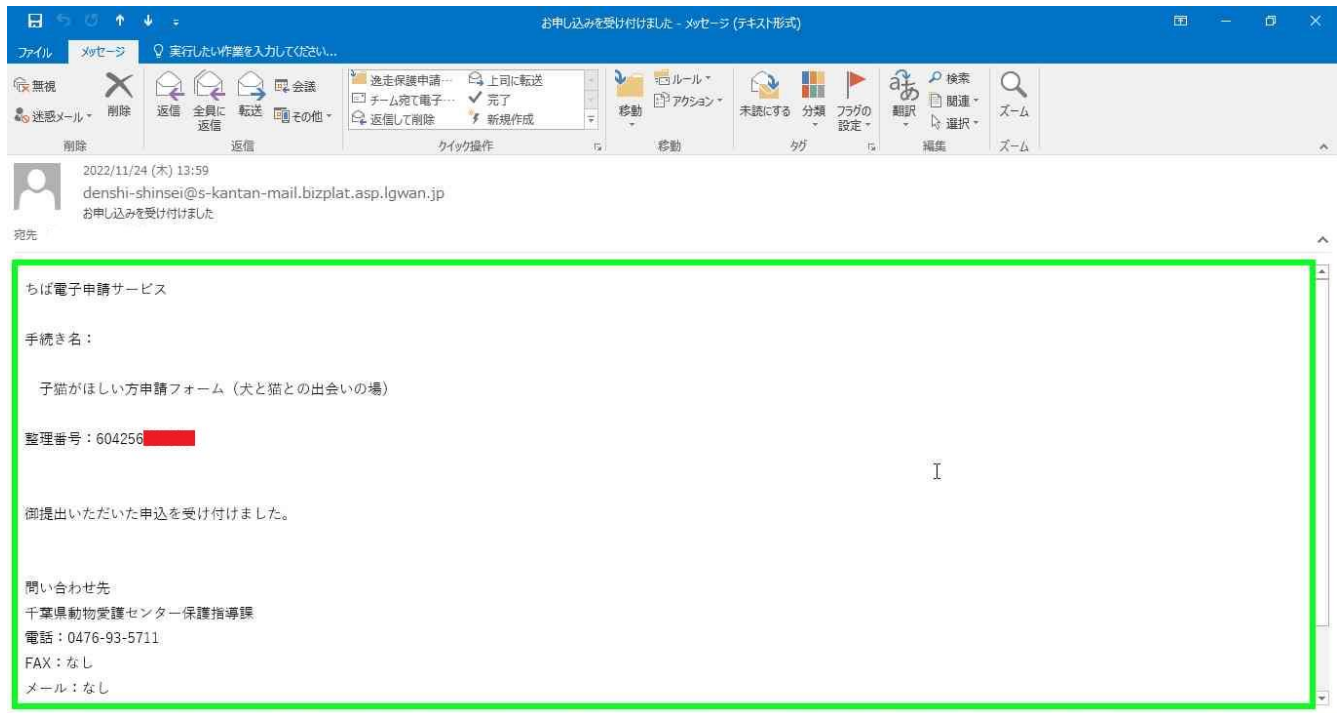 お申し込みを受け付けました - メッセージ (テキスト形式)
ファイル メッセージ 実行したい作業を入力してください...
無視
迷惑メール
削除
返信
全員に
返信
転送
会議
その他
逸走保護申請…
チーム宛て電子…
返信して削除
上司に転送
完了
新規作成
移動
ルール
アクション
未読にする
分類
フラグの
設定
翻訳
検索
関連
選択
ズーム
削除 返信 クイック操作 移動 タグ 編集 ズーム
2022/11/24 (木) 13:59
denshi-shinsei@s-kantan-mail.bizplat.asp.lgwan.jp
お申し込みを受け付けました
宛先
ちば電子申請サービス
手続き名：
子猫がほしい方申請フォーム（犬と猫との出会いの場）
整理番号：604256
御提出いただいた申込を受け付けました。
問い合わせ先
千葉県動物愛護センター保護指導課
電話：0476-93-5711
FAX：なし
メール：なし